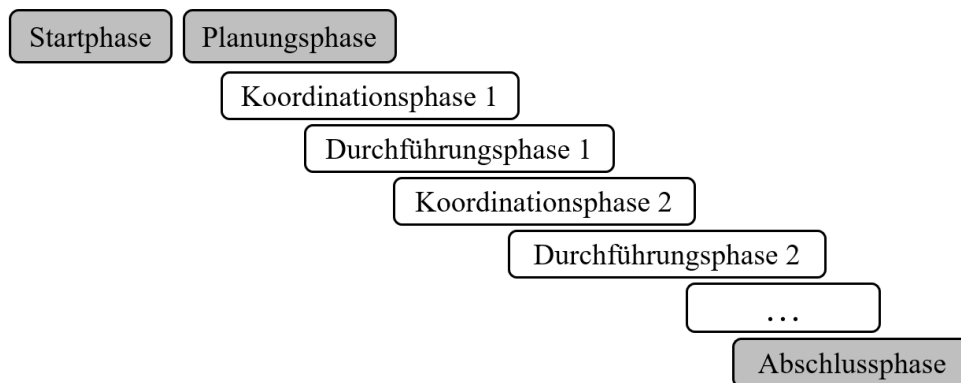 Startphase Planungsphase
Koordinationsphase 1
Durchführungsphase 1
Koordinationsphase 2
Durchführungsphase 2
...
Abschlussphase